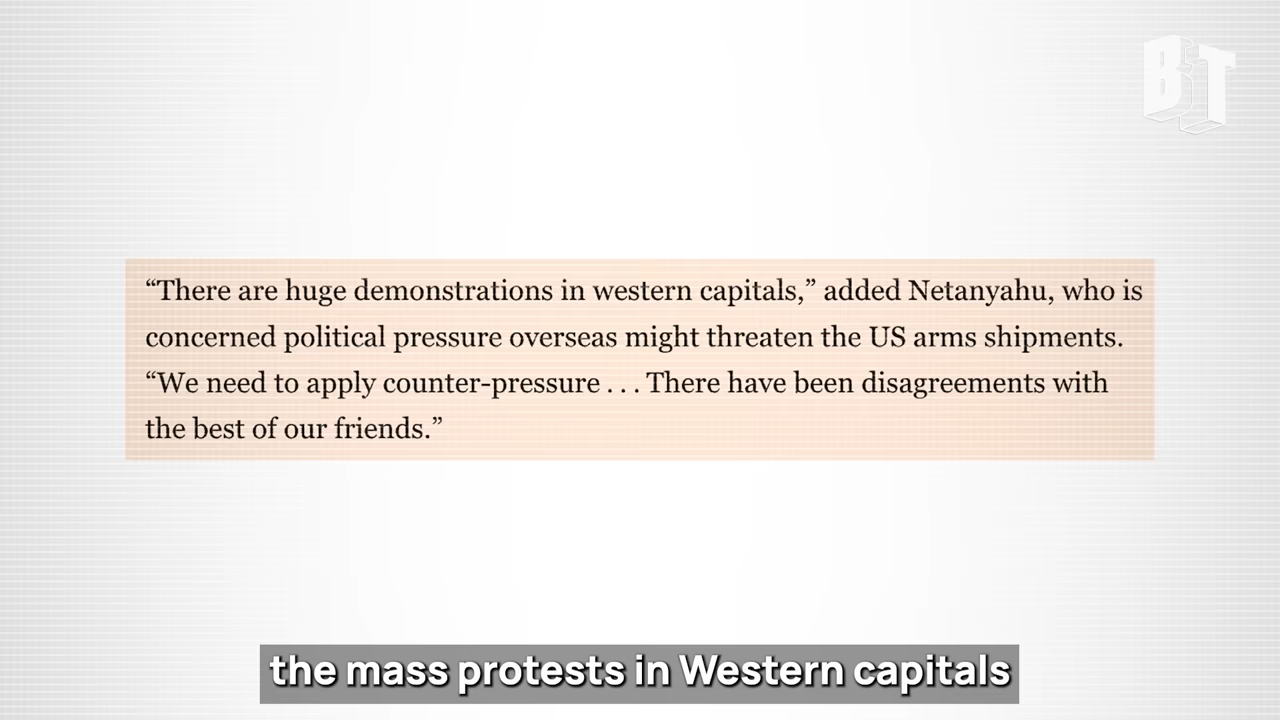 BT
“There are huge demonstrations in western capitals,” added Netanyahu, who is
concerned political pressure overseas might threaten the US arms shipments.
“We need to apply counter-pressure . . . There have been disagreements with
the best of our friends.”
the mass protests in Western capitals